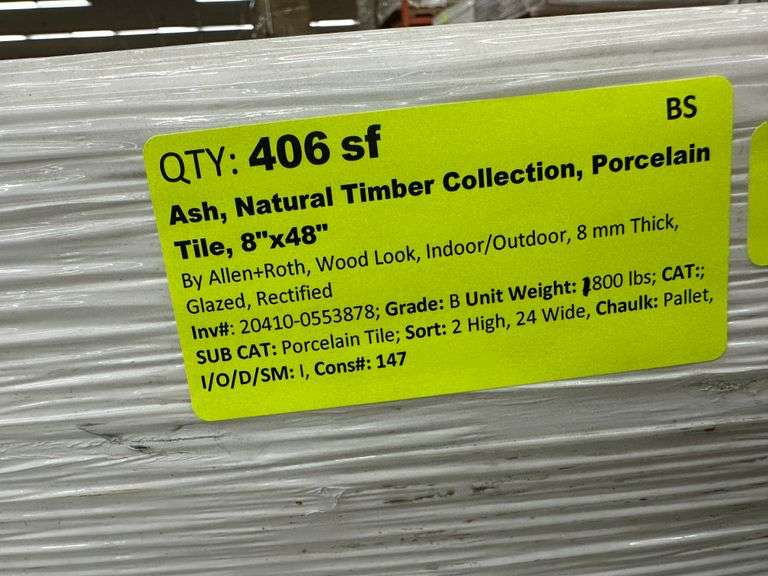 BS
QTY: 406 sf
Ash, Natural Timber Collection, Porcelain
Tile, 8"x48"
By Allen+Roth, Wood Look, Indoor/Outdoor, 8 mm Thick,
Glazed, Rectified
Inv#: 20410-0553878; Grade: B Unit Weight: 1800 lbs; CAT:;
SUB CAT: Porcelain Tile; Sort: 2 High, 24 Wide, Chaulk: Pallet,
I/O/D/SM: I, Cons#: 147